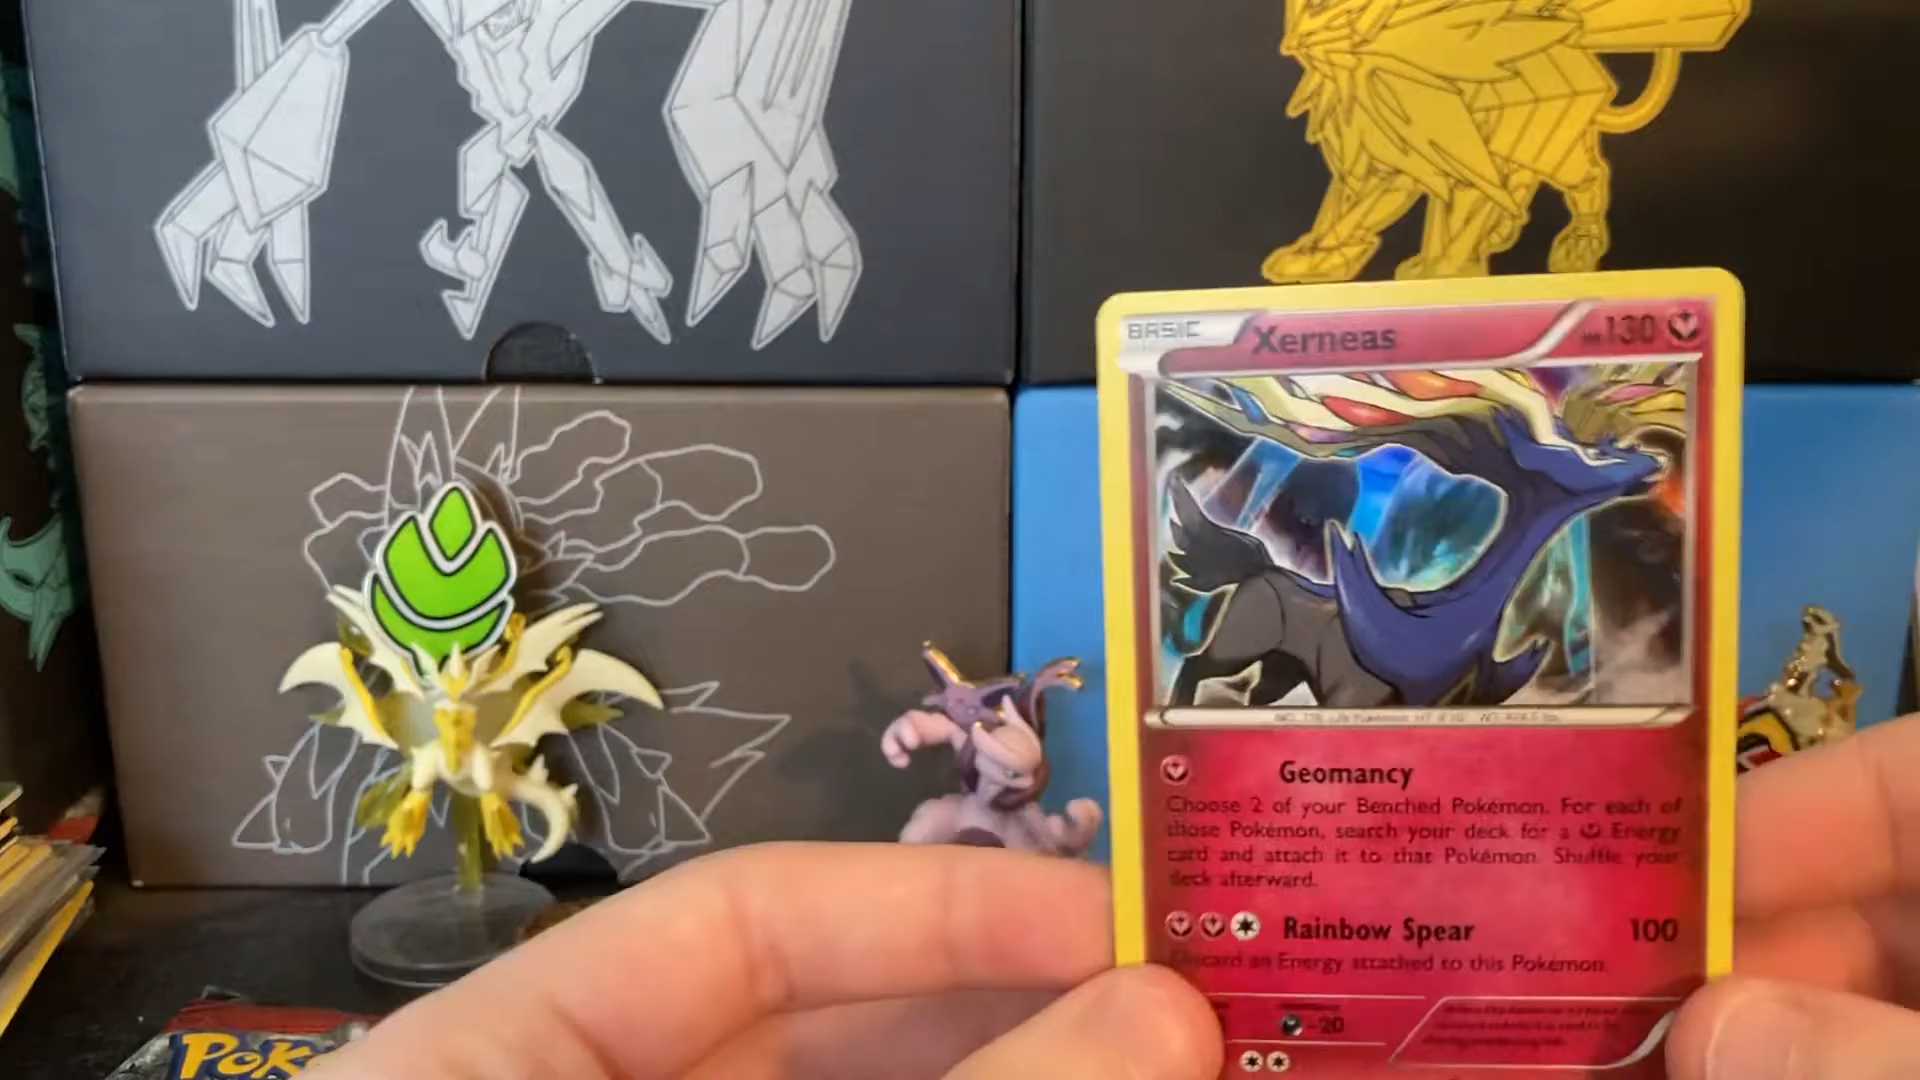 BASIC Xerneas HP130
Geomancy
Choose 2 of your Benched Pokémon. For each of
those Pokémon, search your deck for a Energy
card and attach it to that Pokémon. Shuffle your
deck afterward.
Rainbow Spear 100
Discard an Energy attached to this Pokémon.
-20
POK